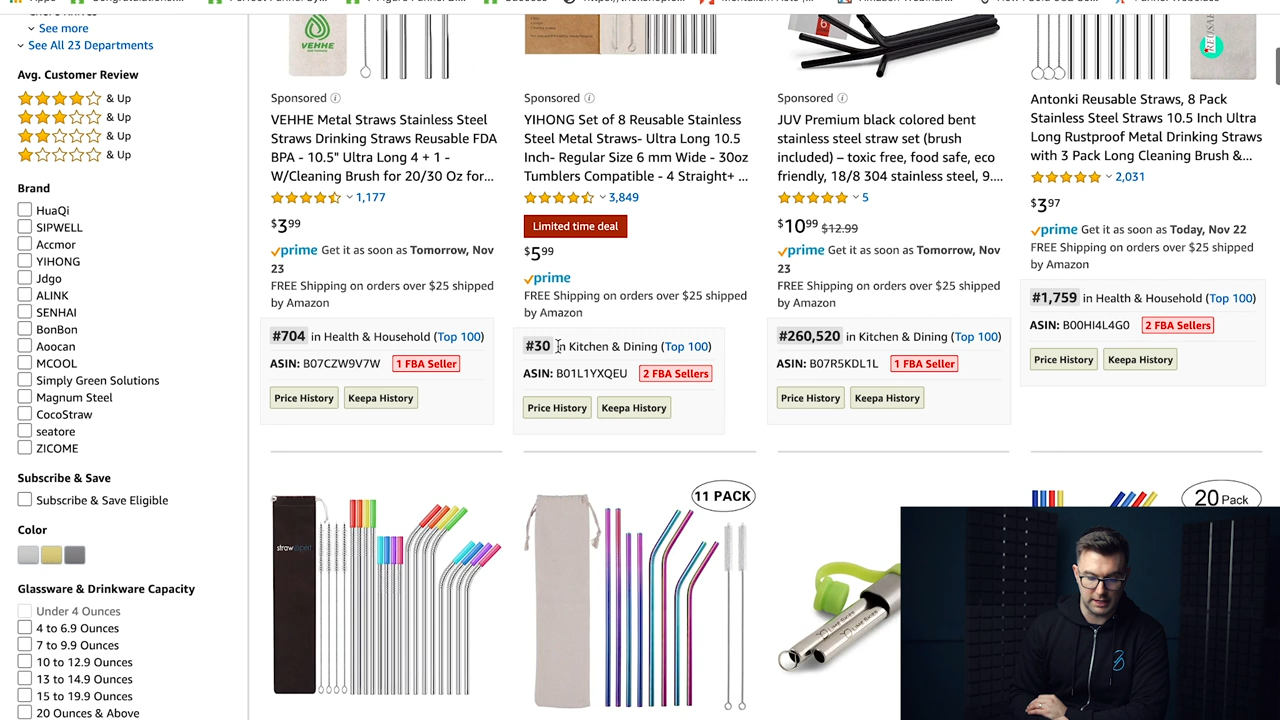 See more
See All 23 Departments
Avg. Customer Review
& Up
& Up
& Up
& Up
Brand
HuaQi
SIPWELL
Accmor
YIHONG
Jdgo
ALINK
SENHAI
BonBon
Aoocan
MCOOL
Simply Green Solutions
Magnum Steel
CocoStraw
seatore
ZICOME
Subscribe & Save
Subscribe & Save Eligible
Color
Glassware & Drinkware Capacity
Under 4 Ounces
4 to 6.9 Ounces
7 to 9.9 Ounces
10 to 12.9 Ounces
13 to 14.9 Ounces
15 to 19.9 Ounces
20 Ounces & Above
VEHHE
Sponsored
VEHHE Metal Straws Stainless Steel
Straws Drinking Straws Reusable FDA
BPA - 10.5" Ultra Long 4 + 1 -
W/Cleaning Brush for 20/30 Oz for...
1,177
$3.99
prime Get it as soon as Tomorrow, Nov
23
FREE Shipping on orders over $25 shipped
by Amazon
#704 in Health & Household (Top 100)
ASIN: B07CZW9V7W 1 FBA Seller
Price History Keepa History
Sponsored
YIHONG Set of 8 Reusable Stainless
Steel Metal Straws- Ultra Long 10.5
Inch- Regular Size 6 mm Wide - 30oz
Tumblers Compatible - 4 Straight+ ...
3,849
Limited time deal
$5.99
prime
FREE Shipping on orders over $25 shipped
by Amazon
#30 in Kitchen & Dining (Top 100)
ASIN: B01L1YXQEU 2 FBA Sellers
Price History Keepa History
Sponsored
JUV Premium black colored bent
stainless steel straw set (brush
included) – toxic free, food safe, eco
friendly, 18/8 304 stainless steel, 9....
5
$10.99 $12.99
prime Get it as soon as Tomorrow, Nov
23
FREE Shipping on orders over $25 shipped
by Amazon
#260,520 in Kitchen & Dining (Top 100)
ASIN: B07R5KDL1L 1 FBA Seller
Price History Keepa History
Antonki Reusable Straws, 8 Pack
Stainless Steel Straws 10.5 Inch Ultra
Long Rustproof Metal Drinking Straws
with 3 Pack Long Cleaning Brush &...
2,031
$3.97
prime Get it as soon as Today, Nov 22
FREE Shipping on orders over $25 shipped
by Amazon
#1,759 in Health & Household (Top 100)
ASIN: B00HI4L4G0 2 FBA Sellers
Price History Keepa History
strawexpert
11 PACK
20 Pack